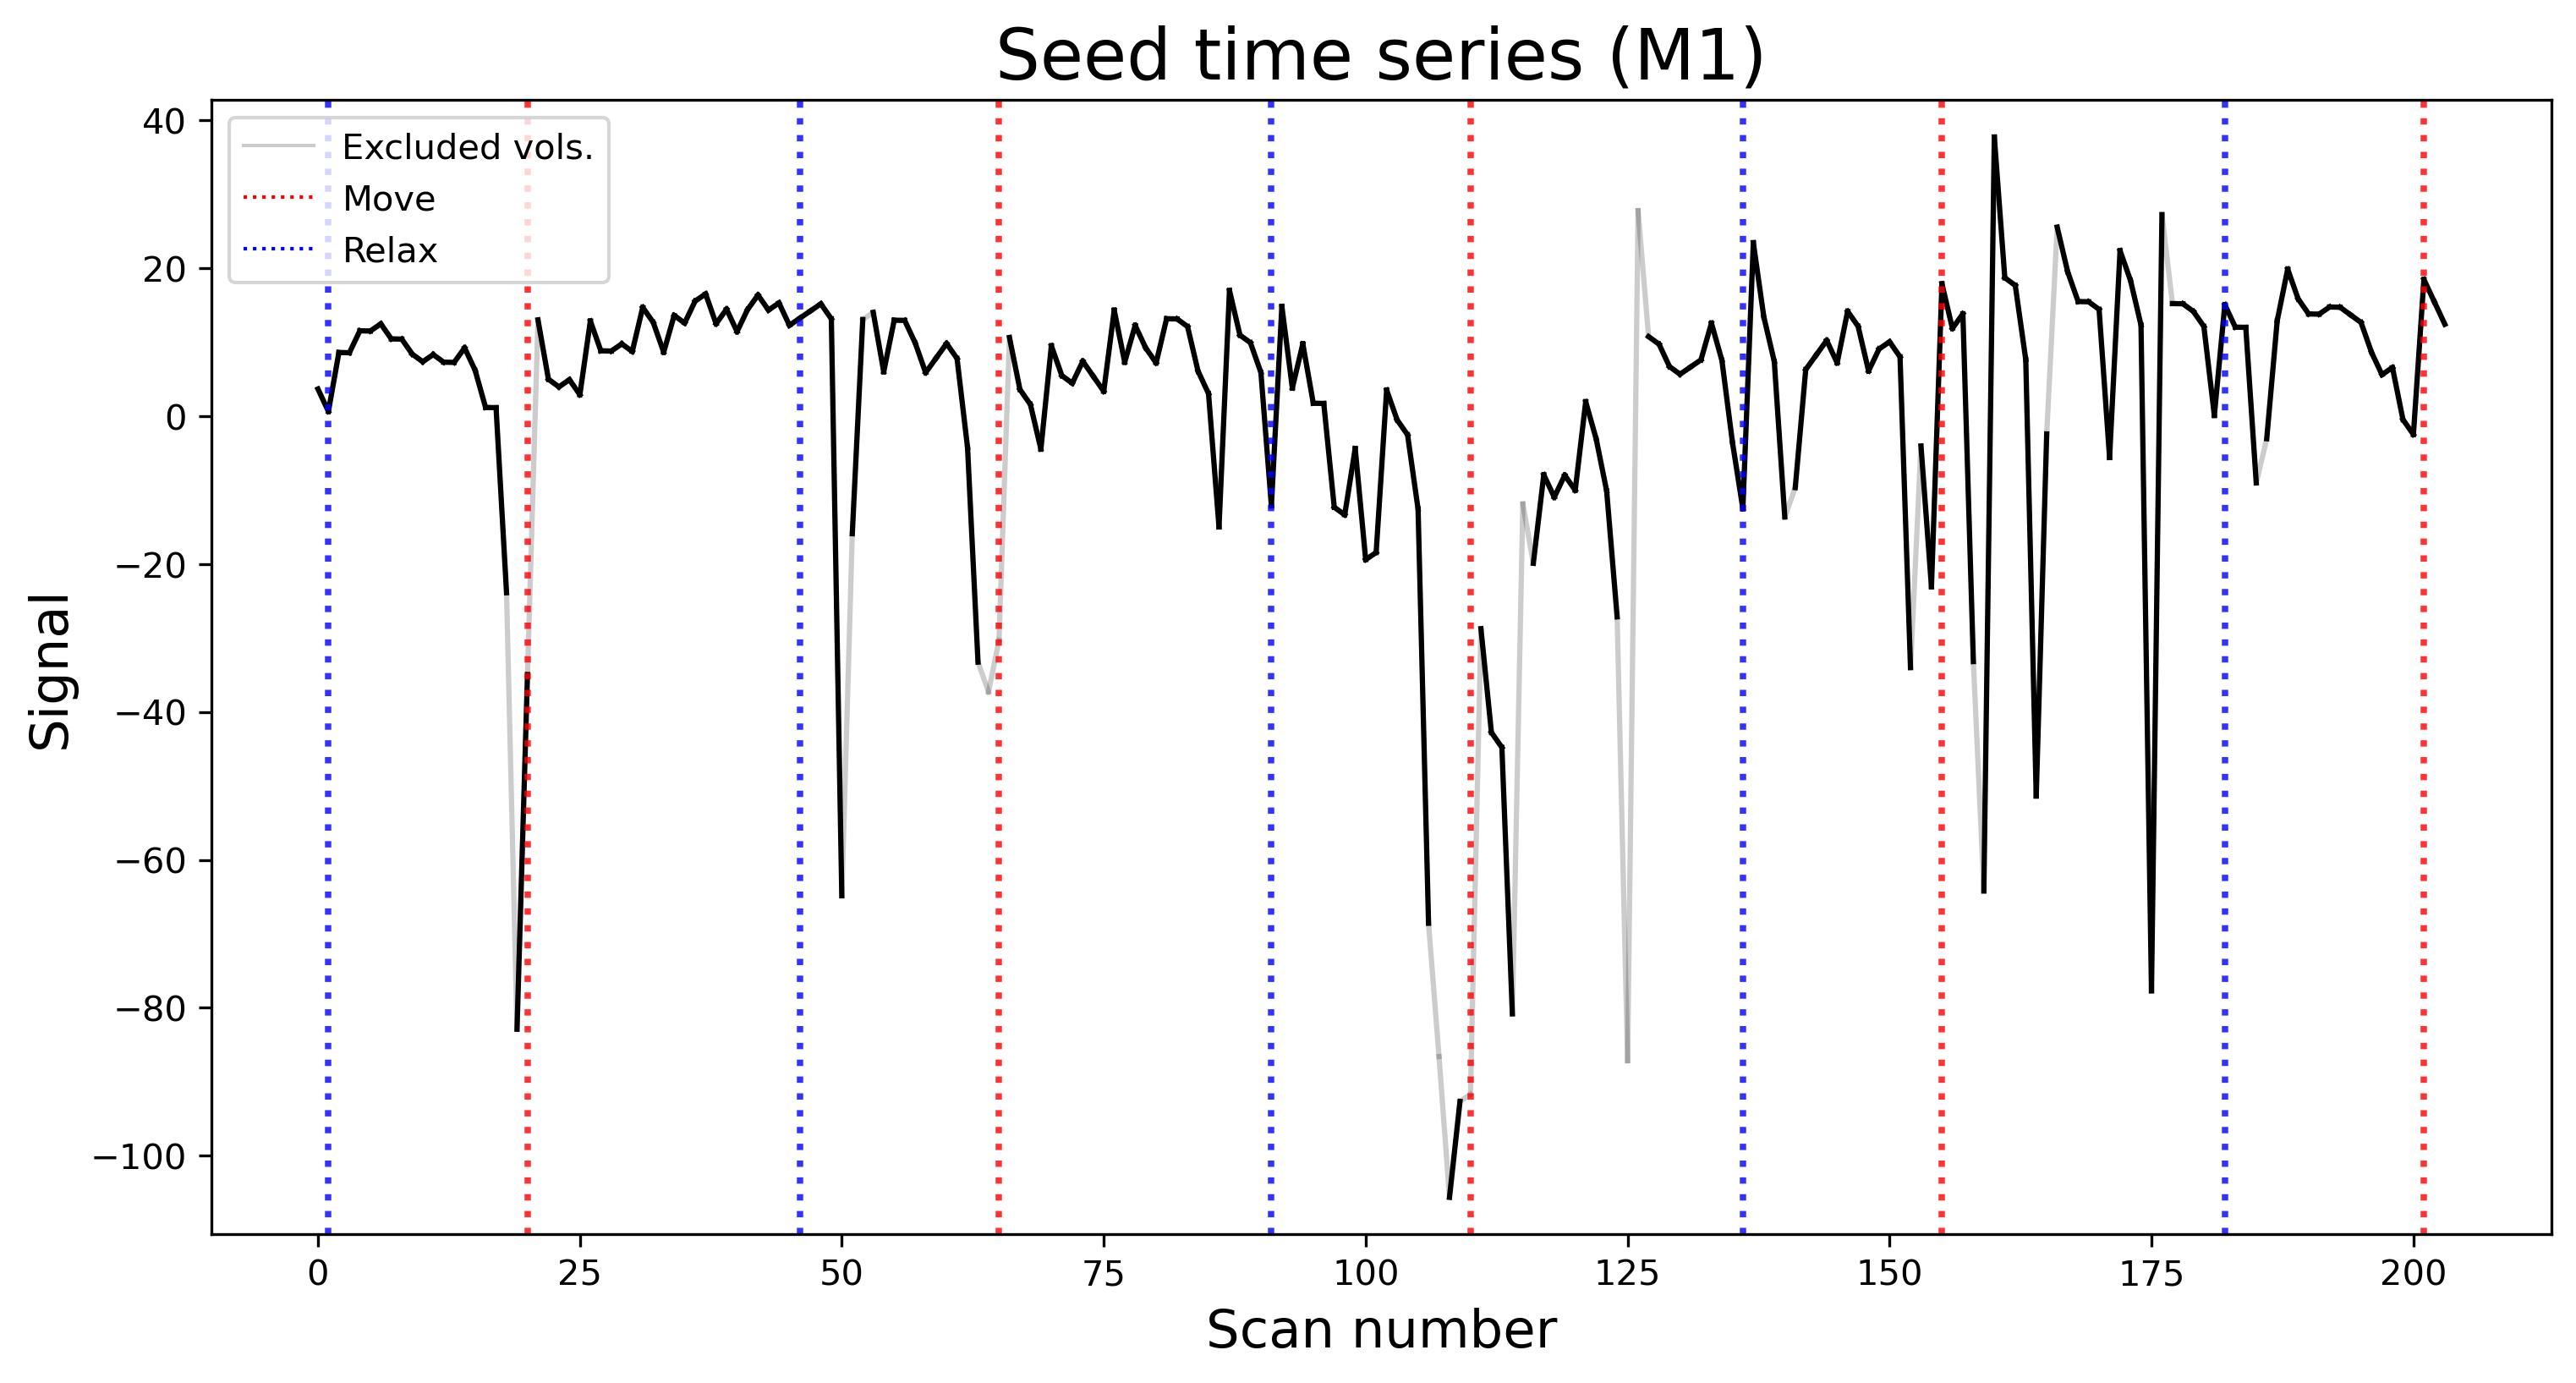 Seed time series (M1)
40
20
0
−20
−40
−60
−80
−100
Signal
Excluded vols.
Move
Relax
0 25 50 75 100 125 150 175 200
Scan number